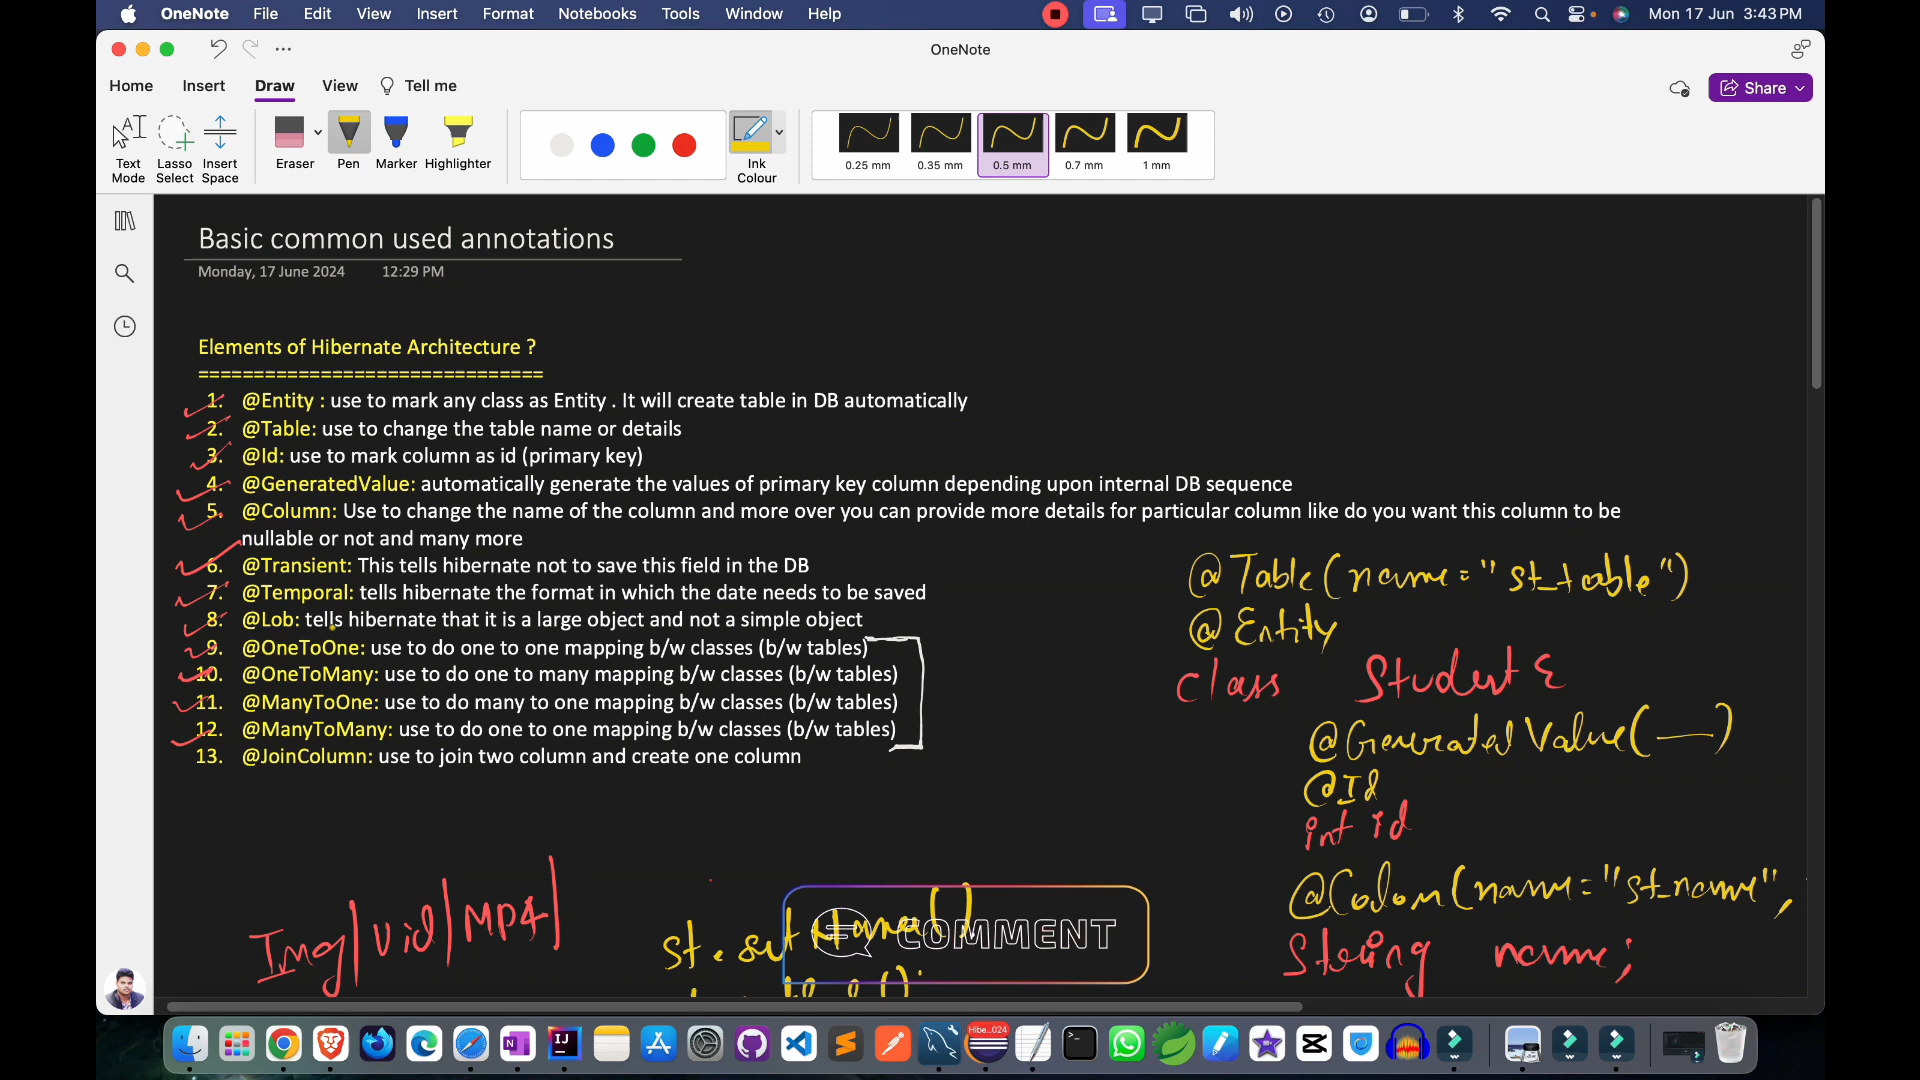 OneNote File Edit View Insert Format Notebooks Tools Window Help Mon 17 Jun 3:43 PM
OneNote
Home Insert Draw View Tell me Share
Text Mode Lasso Select Insert Space Eraser Pen Marker Highlighter Ink Colour 0.25 mm 0.35 mm 0.5 mm 0.7 mm 1 mm
Basic common used annotations
Monday, 17 June 2024 12:29 PM
Elements of Hibernate Architecture ?
===============================
1. @Entity : use to mark any class as Entity . It will create table in DB automatically
2. @Table: use to change the table name or details
3. @Id: use to mark column as id (primary key)
4. @GeneratedValue: automatically generate the values of primary key column depending upon internal DB sequence
5. @Column: Use to change the name of the column and more over you can provide more details for particular column like do you want this column to be
nullable or not and many more
6. @Transient: This tells hibernate not to save this field in the DB
7. @Temporal: tells hibernate the format in which the date needs to be saved
8. @Lob: tells hibernate that it is a large object and not a simple object
9. @OneToOne: use to do one to one mapping b/w classes (b/w tables)
10. @OneToMany: use to do one to many mapping b/w classes (b/w tables)
11. @ManyToOne: use to do many to one mapping b/w classes (b/w tables)
12. @ManyToMany: use to do one to one mapping b/w classes (b/w tables)
13. @JoinColumn: use to join two column and create one column
@Table(name="st_table")
@Entity
class Student {
@Generated Value(—)
@Id
int id
@Colom(name="st_name",
String name;
Img|Vid|MP4|
st.set
COMMENT
Hibe...024